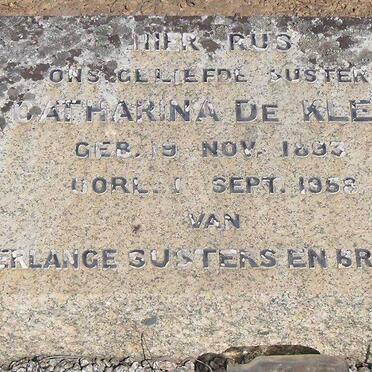 HIER RUS
ONS GELIEFDE SUSTER
CATHARINA DE KLE
GEB. 19 NOV. 1893
OORL. 1 SEPT. 1958
VAN
ERLANGE SUSTERS EN BR